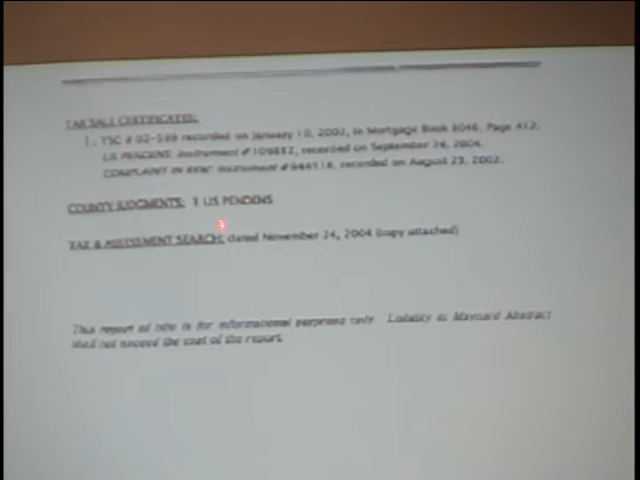 TAX SALE CERTIFICATES:
1. TSC # 02-599 recorded on January 10, 2002, in Mortgage Book 8046, Page 412.
LIS PENDENS: Instrument # 109882, recorded on September 24, 2004.
COMPLAINT IN REM: Instrument # recorded on August 23, 2002.
COUNTY JUDGMENTS: 1 LIS PENDENS
TAX & ASSESSMENT SEARCH: dated November 24, 2004 (copy attached)
This report of title is for informational purposes only. Liability to Maynard Abstract
shall not exceed the cost of the report.